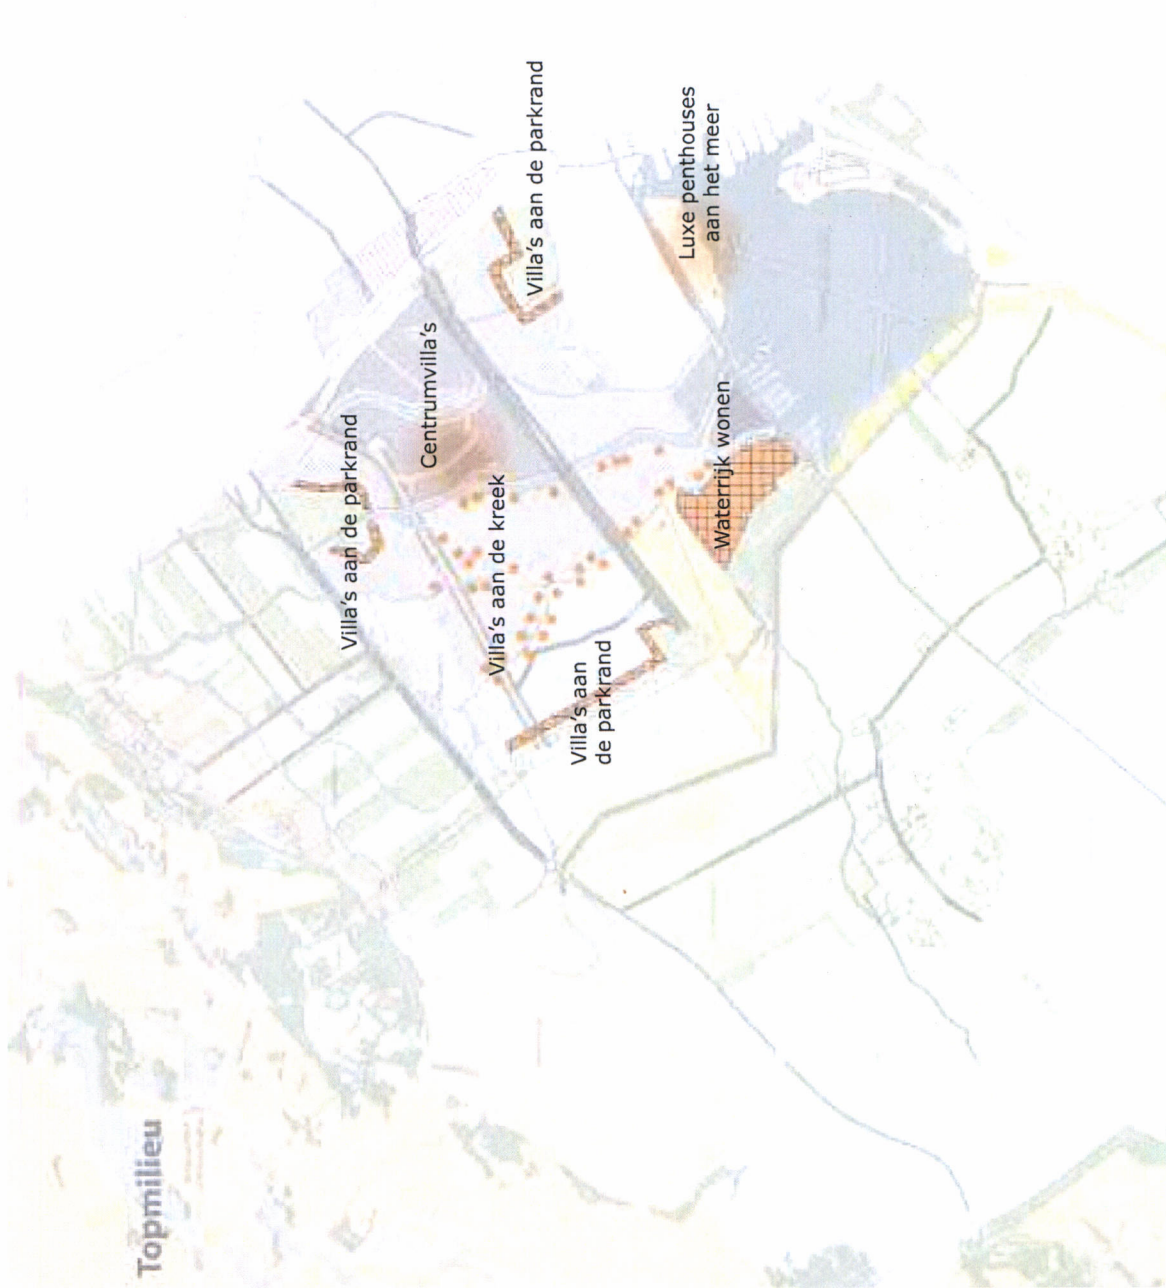 Topmilieu
Villa's aan de parkrand
Centrumvilla's
Villa's aan de kreek
Villa's aan
de parkrand
Villa's aan de parkrand
Luxe penthouses
aan het meer
Waterrijk wonen